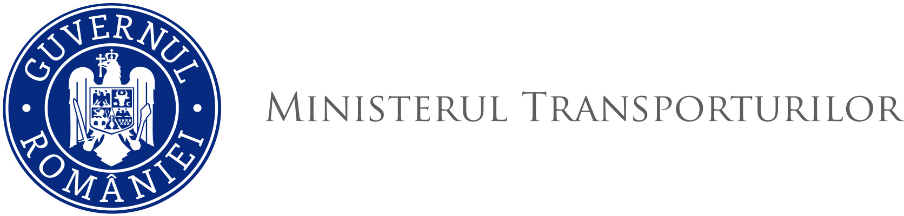 GUVERNUL
ROMÂNIEI
MINISTERUL TRANSPORTURILOR